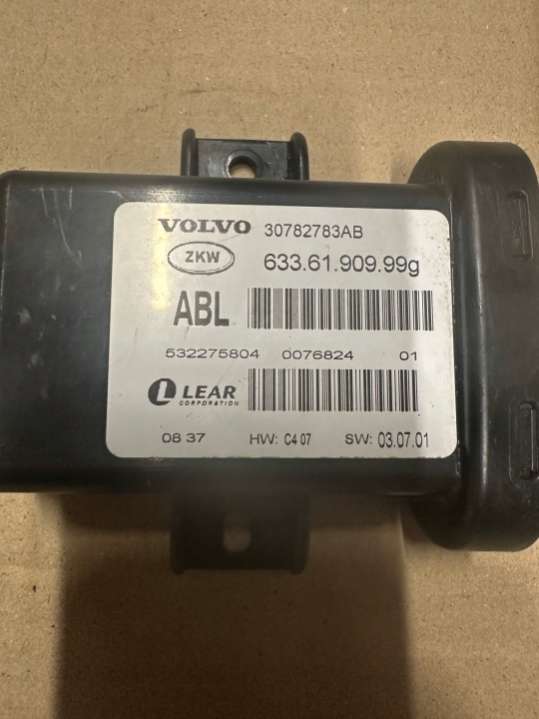 VOLVO 30782783AB
ZKW 633.61.909.99g
ABL
532275804 0076824 01
LEAR
CORPORATION
08 37 HW: C4 07 SW: 03.07.01